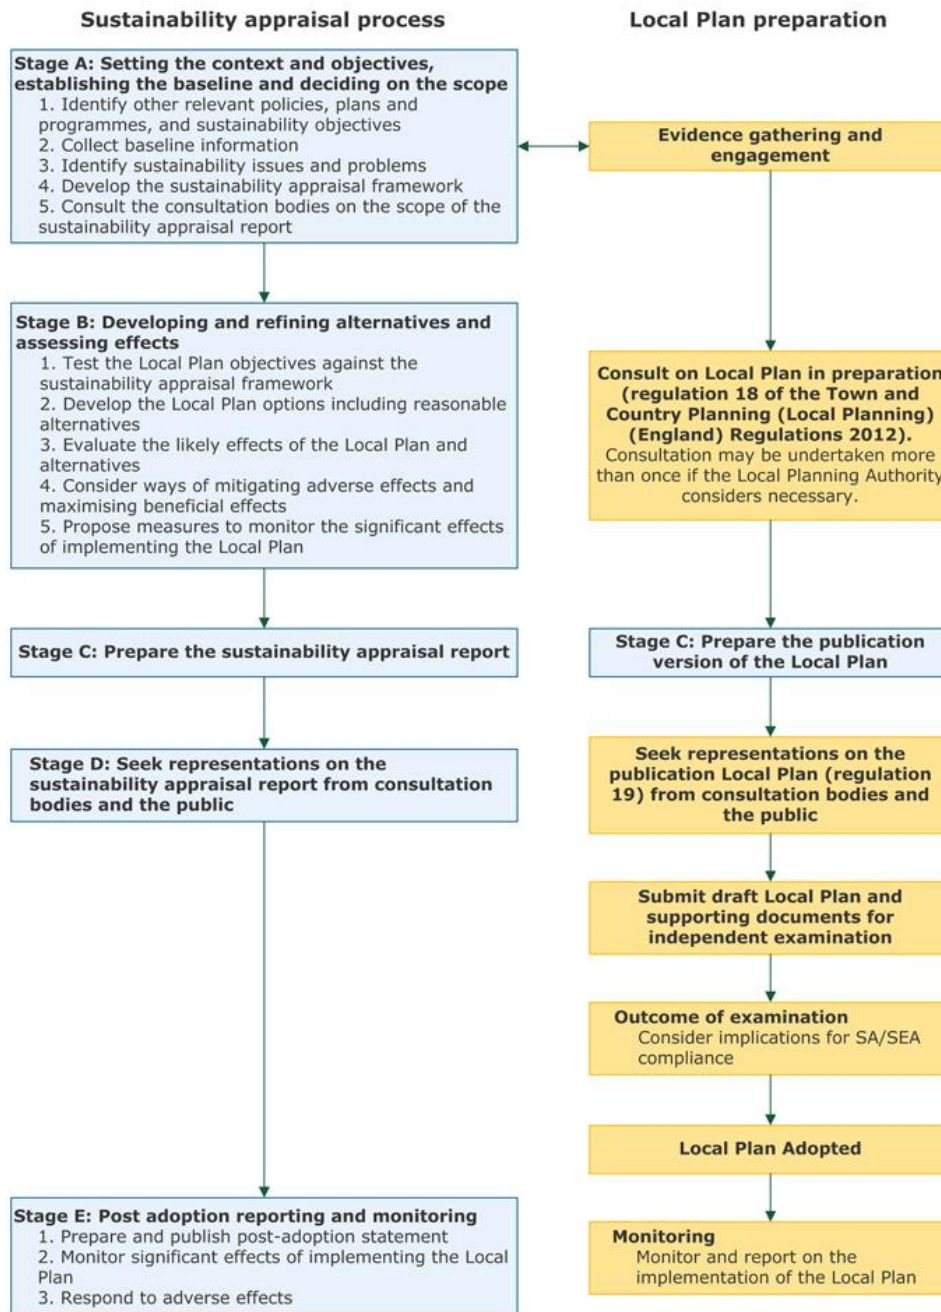 Sustainability appraisal process
Local Plan preparation
Stage A: Setting the context and objectives,
establishing the baseline and deciding on the scope
1. Identify other relevant policies, plans and
programmes, and sustainability objectives
2. Collect baseline information
3. Identify sustainability issues and problems
4. Develop the sustainability appraisal framework
5. Consult the consultation bodies on the scope of the
sustainability appraisal report
Evidence gathering and
engagement
Stage B: Developing and refining alternatives and
assessing effects
1. Test the Local Plan objectives against the
sustainability appraisal framework
2. Develop the Local Plan options including reasonable
alternatives
3. Evaluate the likely effects of the Local Plan and
alternatives
4. Consider ways of mitigating adverse effects and
maximising beneficial effects
5. Propose measures to monitor the significant effects
of implementing the Local Plan
Consult on Local Plan in preparation
(regulation 18 of the Town and
Country Planning (Local Planning)
(England) Regulations 2012).
Consultation may be undertaken more
than once if the Local Planning Authority
considers necessary.
Stage C: Prepare the sustainability appraisal report
Stage C: Prepare the publication
version of the Local Plan
Stage D: Seek representations on the
sustainability appraisal report from consultation
bodies and the public
Seek representations on the
publication Local Plan (regulation
19) from consultation bodies and
the public
Submit draft Local Plan and
supporting documents for
independent examination
Outcome of examination
Consider implications for SA/SEA
compliance
Local Plan Adopted
Stage E: Post adoption reporting and monitoring
1. Prepare and publish post-adoption statement
2. Monitor significant effects of implementing the Local
Plan
3. Respond to adverse effects
Monitoring
Monitor and report on the
implementation of the Local Plan